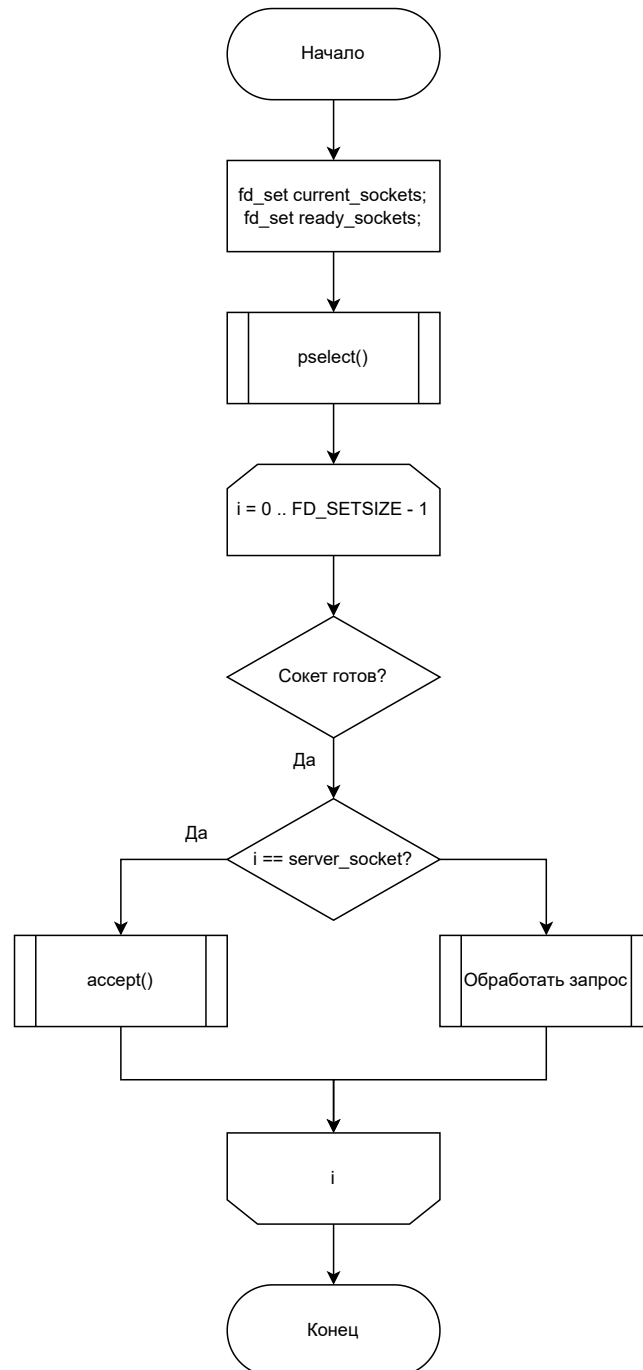 Начало
fd_set current_sockets;
fd_set ready_sockets;
pselect()
i = 0 .. FD_SETSIZE - 1
Сокет готов?
Да
Да
i == server_socket?
accept()
Обработать запрос
i
Конец